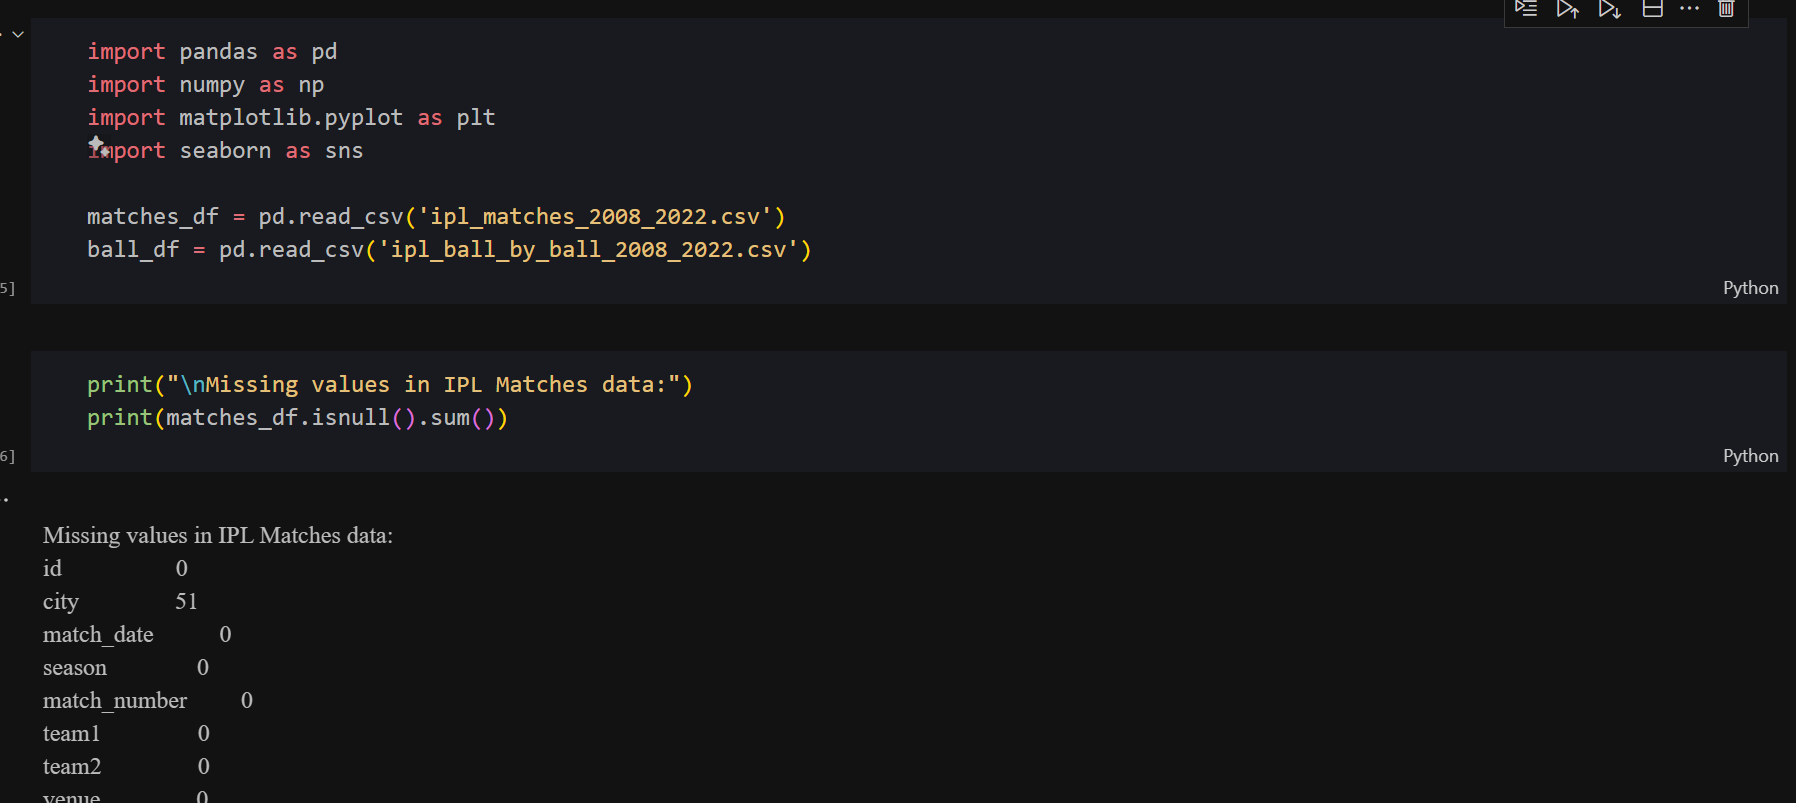 import pandas as pd
import numpy as np
import matplotlib.pyplot as plt
import seaborn as sns
matches_df = pd.read_csv('ipl_matches_2008_2022.csv')
ball_df = pd.read_csv('ipl_ball_by_ball_2008_2022.csv')
5]
Python
print("\nMissing values in IPL Matches data:")
print(matches_df.isnull().sum())
6]
Python
Missing values in IPL Matches data:
id 0
city 51
match_date 0
season 0
match_number 0
team1 0
team2 0
venue 0